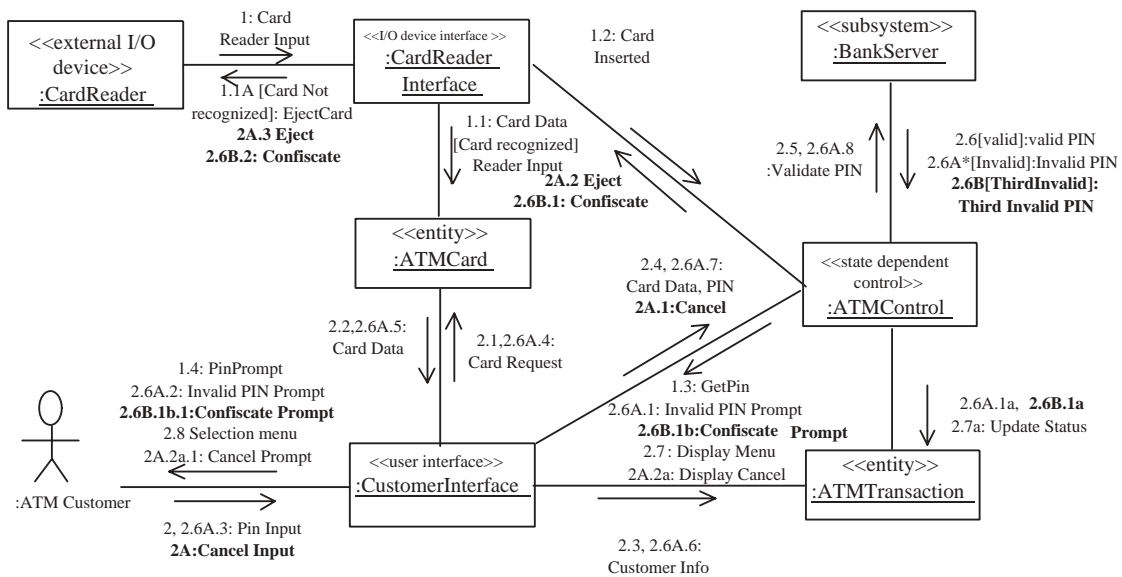 <<external I/O
device>>
:CardReader
1: Card
Reader Input
1.1A [Card Not
recognized]: EjectCard
2A.3 Eject
2.6B.2: Confiscate
<<I/O device interface >>
:CardReader
Interface
1.2: Card
Inserted
<<subsystem>>
:BankServer
1.1: Card Data
[Card recognized]
Reader Input
2A.2 Eject
2.6B.1: Confiscate
2.5, 2.6A.8
:Validate PIN
2.6[valid]:valid PIN
2.6A*[Invalid]:Invalid PIN
2.6B[ThirdInvalid]:
Third Invalid PIN
<<entity>>
:ATMCard
2.4, 2.6A.7:
Card Data, PIN
2A.1:Cancel
<<state dependent
control>>
:ATMControl
2.2,2.6A.5:
Card Data
2.1,2.6A.4:
Card Request
1.4: PinPrompt
2.6A.2: Invalid PIN Prompt
2.6B.1b.1:Confiscate Prompt
2.8 Selection menu
2A.2a.1: Cancel Prompt
1.3: GetPin
2.6A.1: Invalid PIN Prompt
2.6B.1b:Confiscate Prompt
2.7: Display Menu
2A.2a: Display Cancel
2.6A.1a, 2.6B.1a
2.7a: Update Status
:ATM Customer
<<user interface>>
:CustomerInterface
<<entity>>
:ATMTransaction
2, 2.6A.3: Pin Input
2A:Cancel Input
2.3, 2.6A.6:
Customer Info